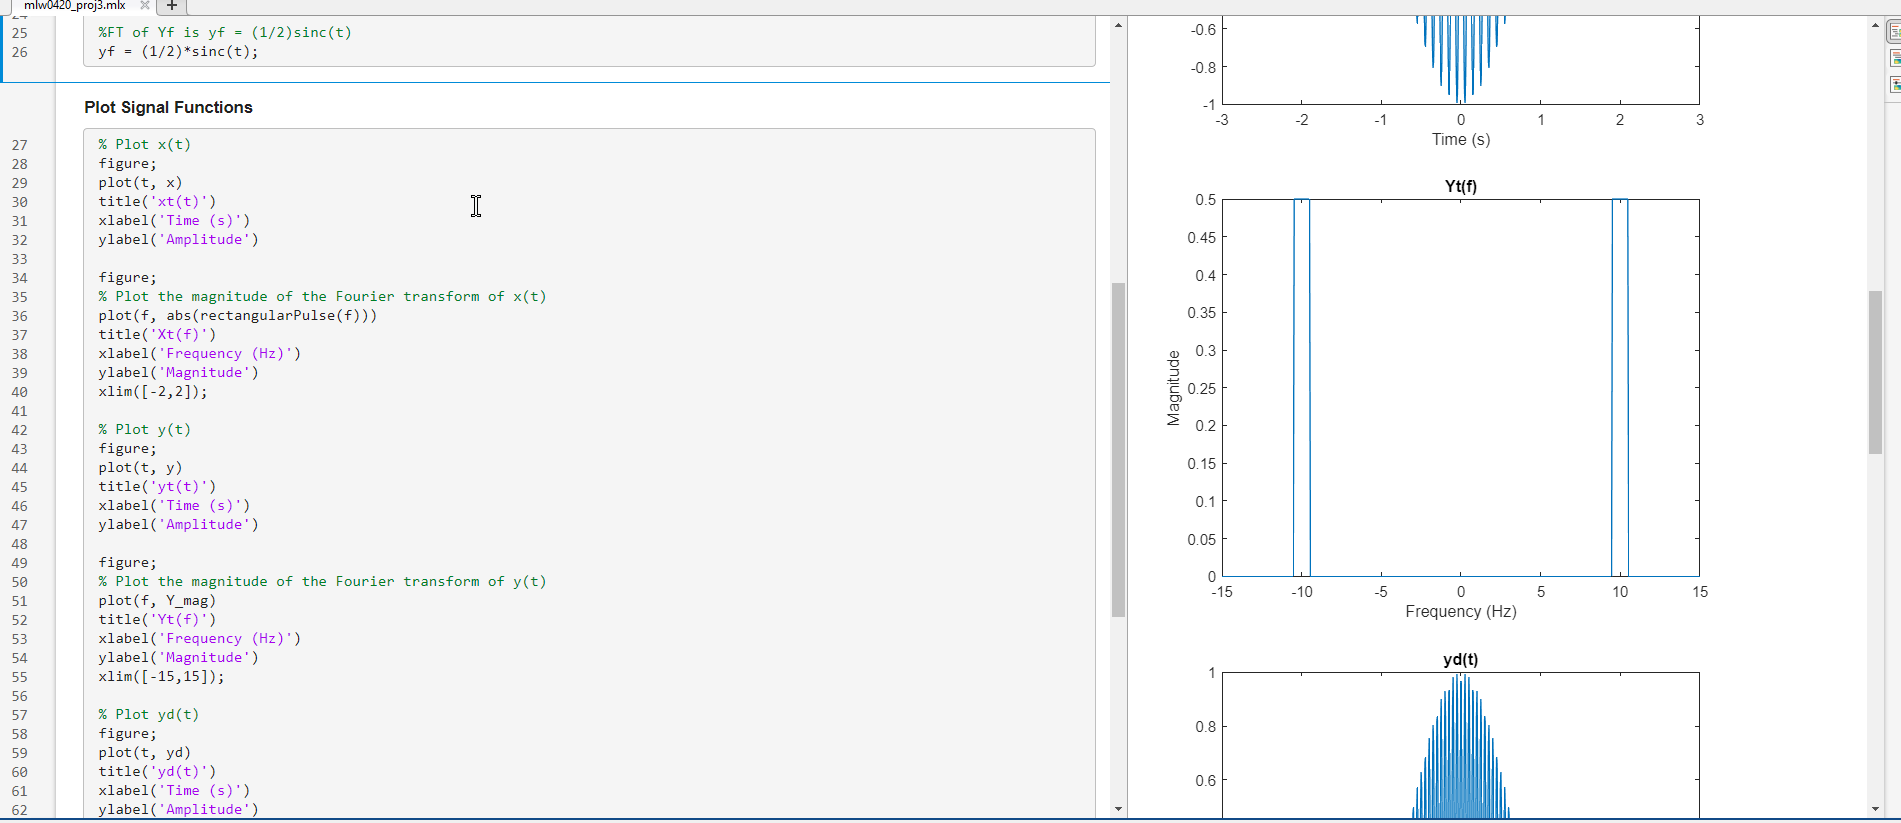 mlw0420_proj3.mlx × +
25 %FT of Yf is yf = (1/2)sinc(t)
26 yf = (1/2)*sinc(t);
Plot Signal Functions
27 % Plot x(t)
28 figure;
29 plot(t, x)
30 title('xt(t)')
31 xlabel('Time (s)')
32 ylabel('Amplitude')
33
34 figure;
35 % Plot the magnitude of the Fourier transform of x(t)
36 plot(f, abs(rectangularPulse(f)))
37 title('Xt(f)')
38 xlabel('Frequency (Hz)')
39 ylabel('Magnitude')
40 xlim([-2,2]);
41
42 % Plot y(t)
43 figure;
44 plot(t, y)
45 title('yt(t)')
46 xlabel('Time (s)')
47 ylabel('Amplitude')
48
49 figure;
50 % Plot the magnitude of the Fourier transform of y(t)
51 plot(f, Y_mag)
52 title('Yt(f)')
53 xlabel('Frequency (Hz)')
54 ylabel('Magnitude')
55 xlim([-15,15]);
56
57 % Plot yd(t)
58 figure;
59 plot(t, yd)
60 title('yd(t)')
61 xlabel('Time (s)')
62 ylabel('Amplitude')
-0.6
-0.8
-1
-3 -2 -1 0 1 2 3
Time (s)
Yt(f)
0.5
0.45
0.4
0.35
0.3
0.25
0.2
0.15
0.1
0.05
0
Magnitude
-15 -10 -5 0 5 10 15
Frequency (Hz)
yd(t)
1
0.8
0.6